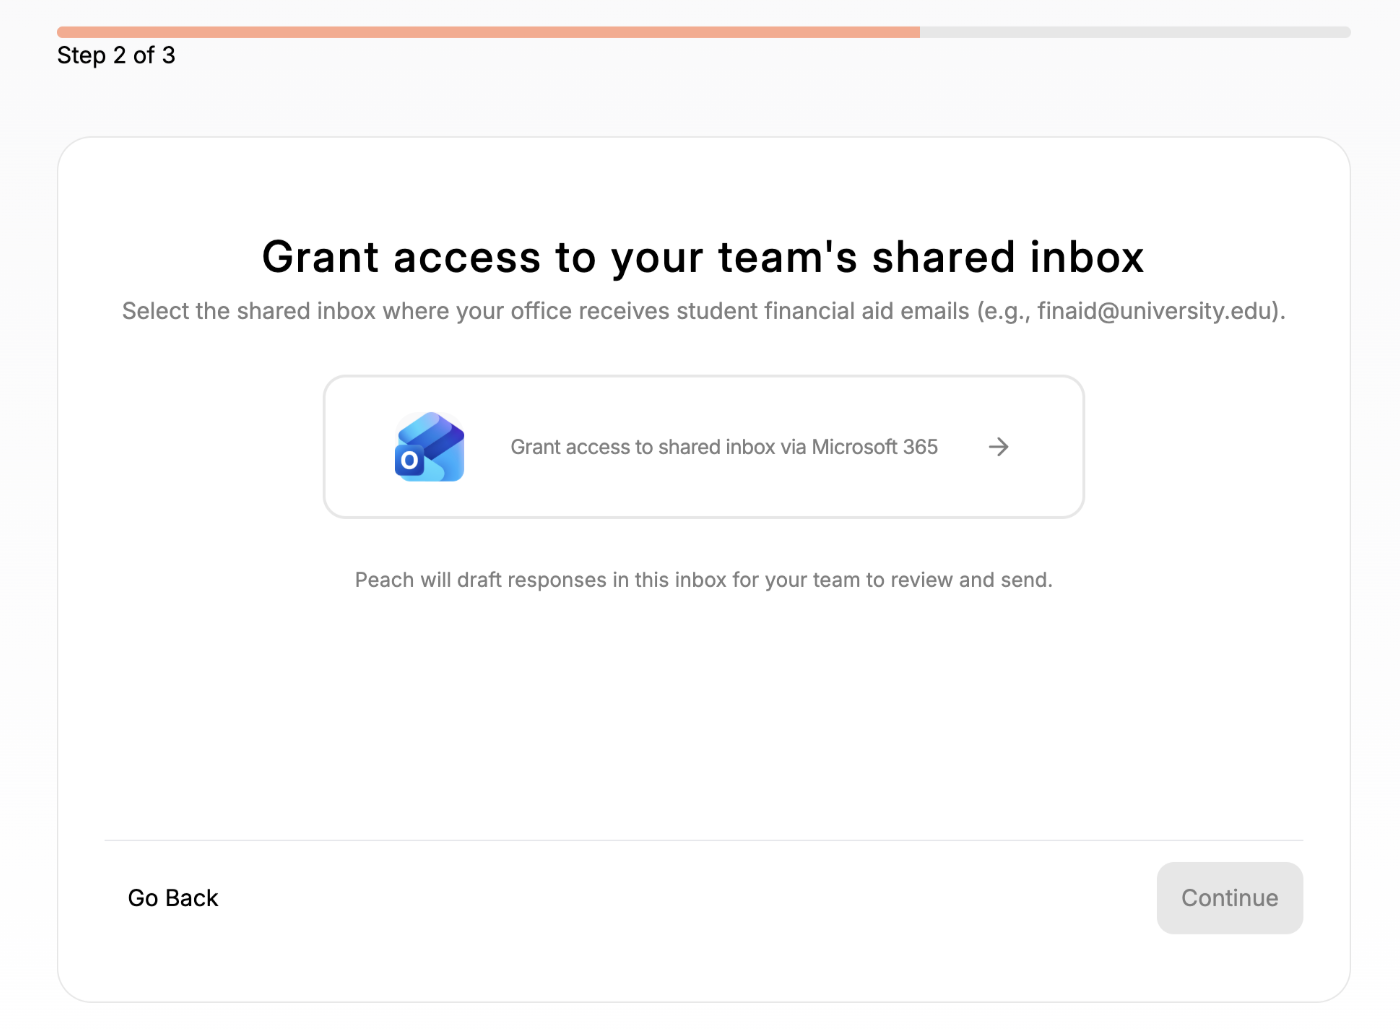 Step 2 of 3
Grant access to your team's shared inbox
Select the shared inbox where your office receives student financial aid emails (e.g., finaid@university.edu).
O
Grant access to shared inbox via Microsoft 365 →
Peach will draft responses in this inbox for your team to review and send.
Go Back
Continue